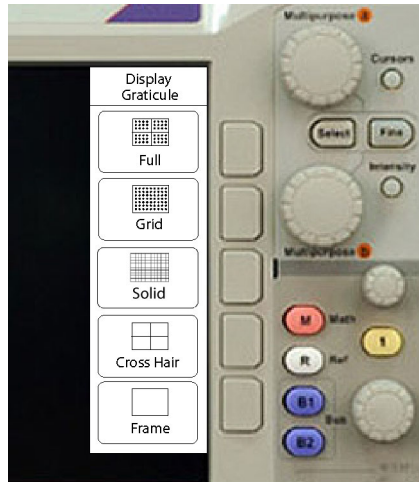 Display
Graticule
Full
Grid
Solid
Cross Hair
Frame
Multipurpose
Cursors
Select
Fine
Intensity
Multipurpose
M
Math
1
R
Ref
B1
Bus
B2